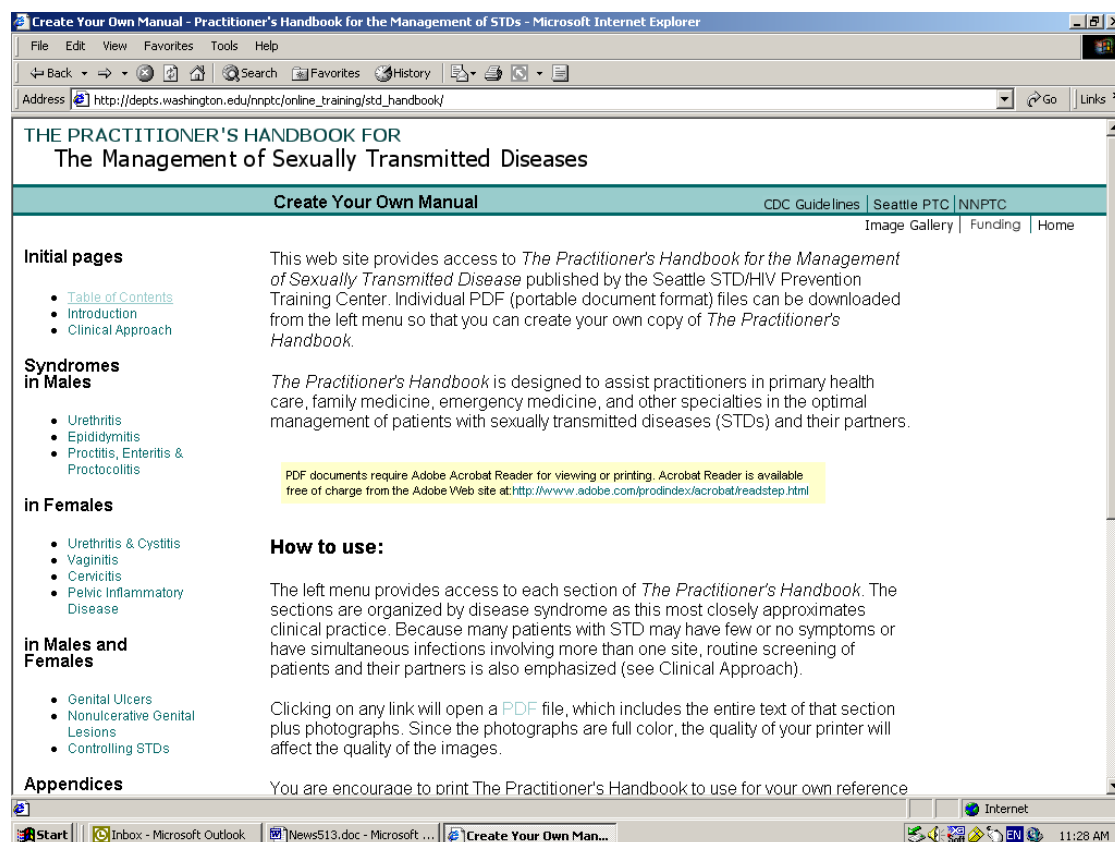 Create Your Own Manual - Practitioner's Handbook for the Management of STDs - Microsoft Internet Explorer
File Edit View Favorites Tools Help
Back Search Favorites History
Address http://depts.washington.edu/nnptc/online_training/std_handbook/ Go Links
THE PRACTITIONER'S HANDBOOK FOR
The Management of Sexually Transmitted Diseases
Create Your Own Manual CDC Guidelines Seattle PTC NNPTC
Image Gallery Funding Home
Initial pages
Table of Contents
Introduction
Clinical Approach
Syndromes
in Males
Urethritis
Epididymitis
Proctitis, Enteritis &
Proctocolitis
in Females
Urethritis & Cystitis
Vaginitis
Cervicitis
Pelvic Inflammatory
Disease
in Males and
Females
Genital Ulcers
Nonulcerative Genital
Lesions
Controlling STDs
Appendices
This web site provides access to The Practitioner's Handbook for the Management
of Sexually Transmitted Disease published by the Seattle STD/HIV Prevention
Training Center. Individual PDF (portable document format) files can be downloaded
from the left menu so that you can create your own copy of The Practitioner's
Handbook.
The Practitioner's Handbook is designed to assist practitioners in primary health
care, family medicine, emergency medicine, and other specialties in the optimal
management of patients with sexually transmitted diseases (STDs) and their partners.
PDF documents require Adobe Acrobat Reader for viewing or printing. Acrobat Reader is available
free of charge from the Adobe Web site at:http://www.adobe.com/prodindex/acrobat/readstep.html
How to use:
The left menu provides access to each section of The Practitioner's Handbook. The
sections are organized by disease syndrome as this most closely approximates
clinical practice. Because many patients with STD may have few or no symptoms or
have simultaneous infections involving more than one site, routine screening of
patients and their partners is also emphasized (see Clinical Approach).
Clicking on any link will open a PDF file, which includes the entire text of that section
plus photographs. Since the photographs are full color, the quality of your printer will
affect the quality of the images.
You are encourage to print The Practitioner's Handbook to use for your own reference
Internet
Start Inbox - Microsoft Outlook News513.doc - Microsoft ... Create Your Own Man... EN 11:28 AM